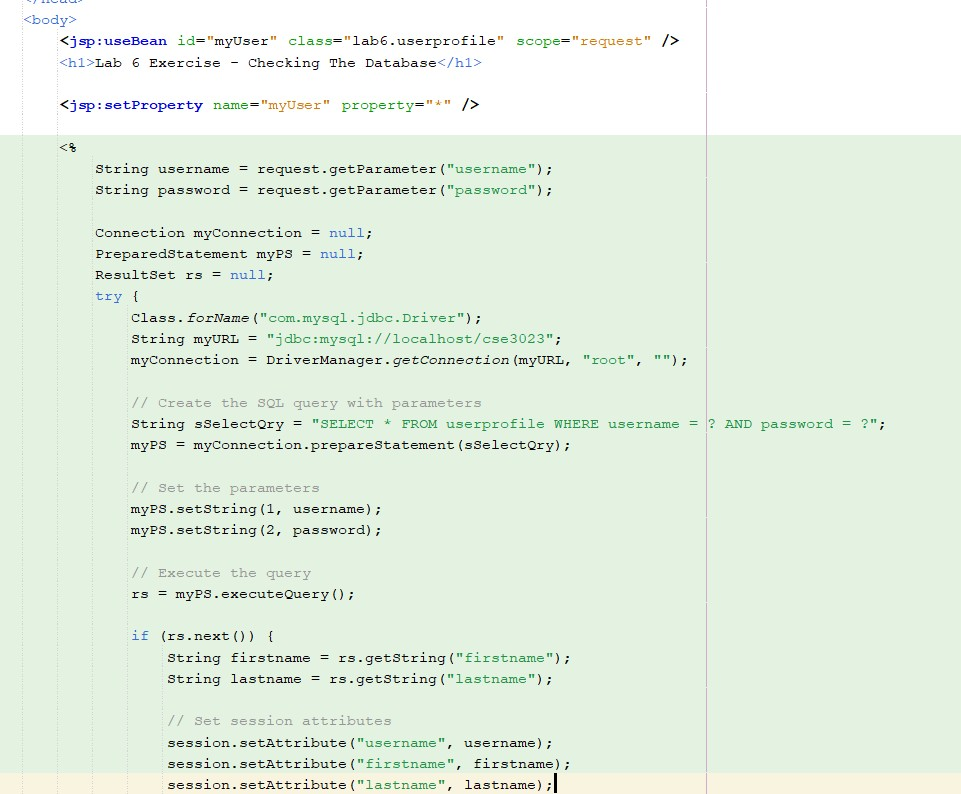 </head>
<body>
<jsp:useBean id="myUser" class="lab6.userprofile" scope="request" />
<h1>Lab 6 Exercise - Checking The Database</h1>
<jsp:setProperty name="myUser" property="*" />
<%
String username = request.getParameter("username");
String password = request.getParameter("password");
Connection myConnection = null;
PreparedStatement myPS = null;
ResultSet rs = null;
try {
Class.forName("com.mysql.jdbc.Driver");
String myURL = "jdbc:mysql://localhost/cse3023";
myConnection = DriverManager.getConnection(myURL, "root", "");
// Create the SQL query with parameters
String sSelectQry = "SELECT * FROM userprofile WHERE username = ? AND password = ?";
myPS = myConnection.prepareStatement(sSelectQry);
// Set the parameters
myPS.setString(1, username);
myPS.setString(2, password);
// Execute the query
rs = myPS.executeQuery();
if (rs.next()) {
String firstname = rs.getString("firstname");
String lastname = rs.getString("lastname");
// Set session attributes
session.setAttribute("username", username);
session.setAttribute("firstname", firstname);
session.setAttribute("lastname", lastname);